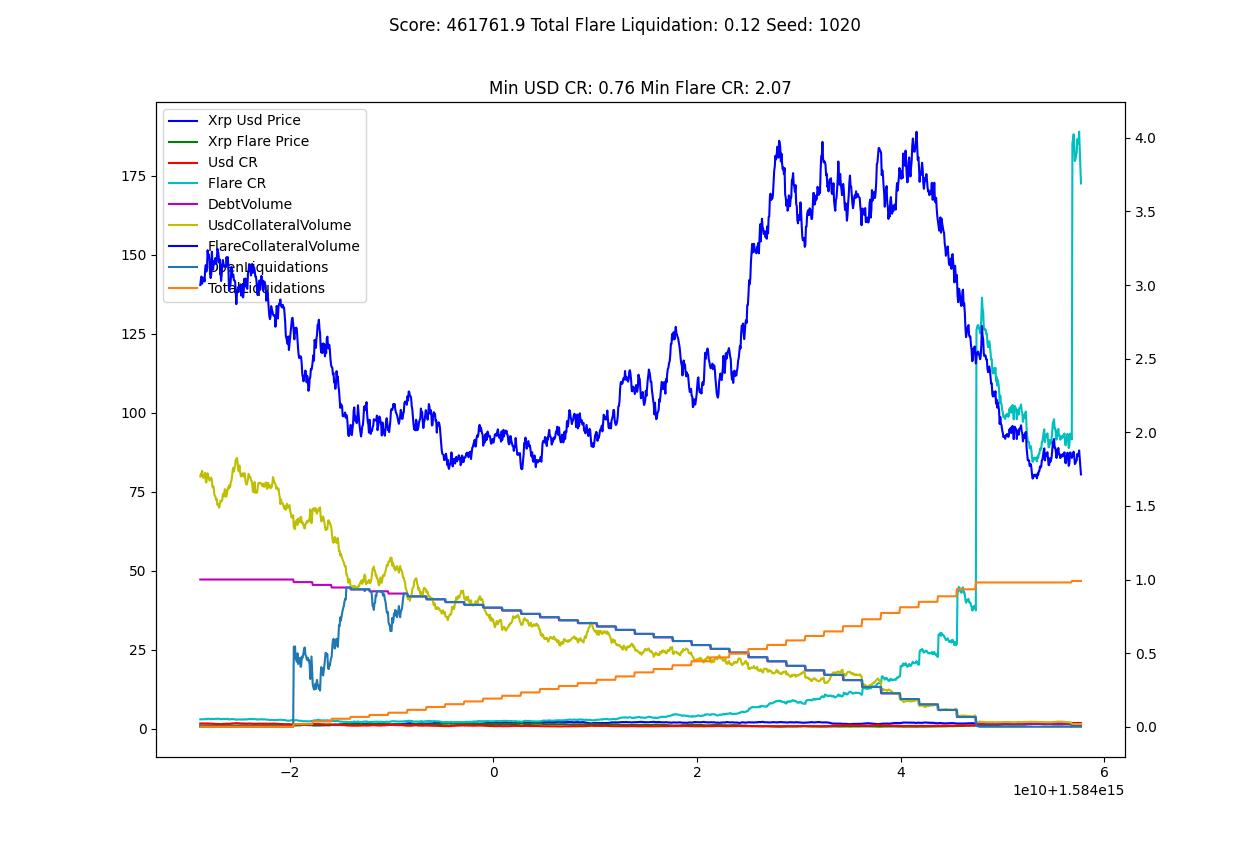 Score: 461761.9 Total Flare Liquidation: 0.12 Seed: 1020
Min USD CR: 0.76 Min Flare CR: 2.07
Xrp Usd Price
Xrp Flare Price
Usd CR
Flare CR
DebtVolume
UsdCollateralVolume
FlareCollateralVolume
OpenLiquidations
TotalLiquidations
175
150
125
100
75
50
25
0
4.0
3.5
3.0
2.5
2.0
1.5
1.0
0.5
0.0
−2 0 2 4 6
1e10+1.584e15